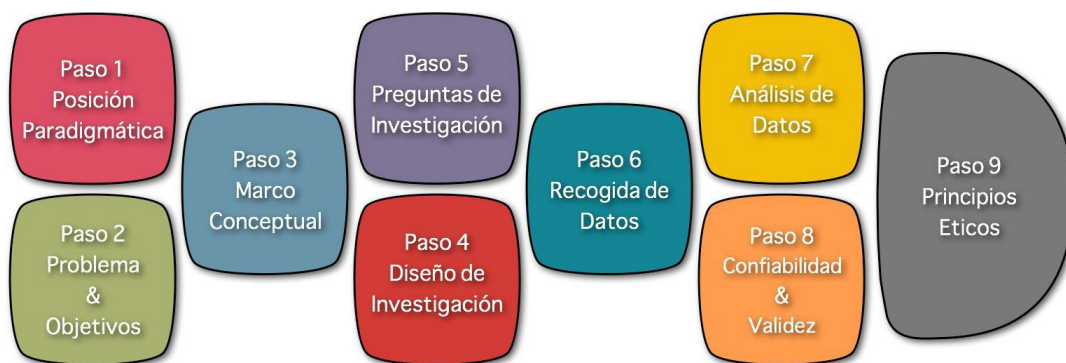 Paso 1
Posición
Paradigmática
Paso 2
Problema
&
Objetivos
Paso 3
Marco
Conceptual
Paso 5
Preguntas de
Investigación
Paso 4
Diseño de
Investigación
Paso 6
Recogida de
Datos
Paso 7
Análisis de
Datos
Paso 8
Confiabilidad
&
Validez
Paso 9
Principios
Eticos